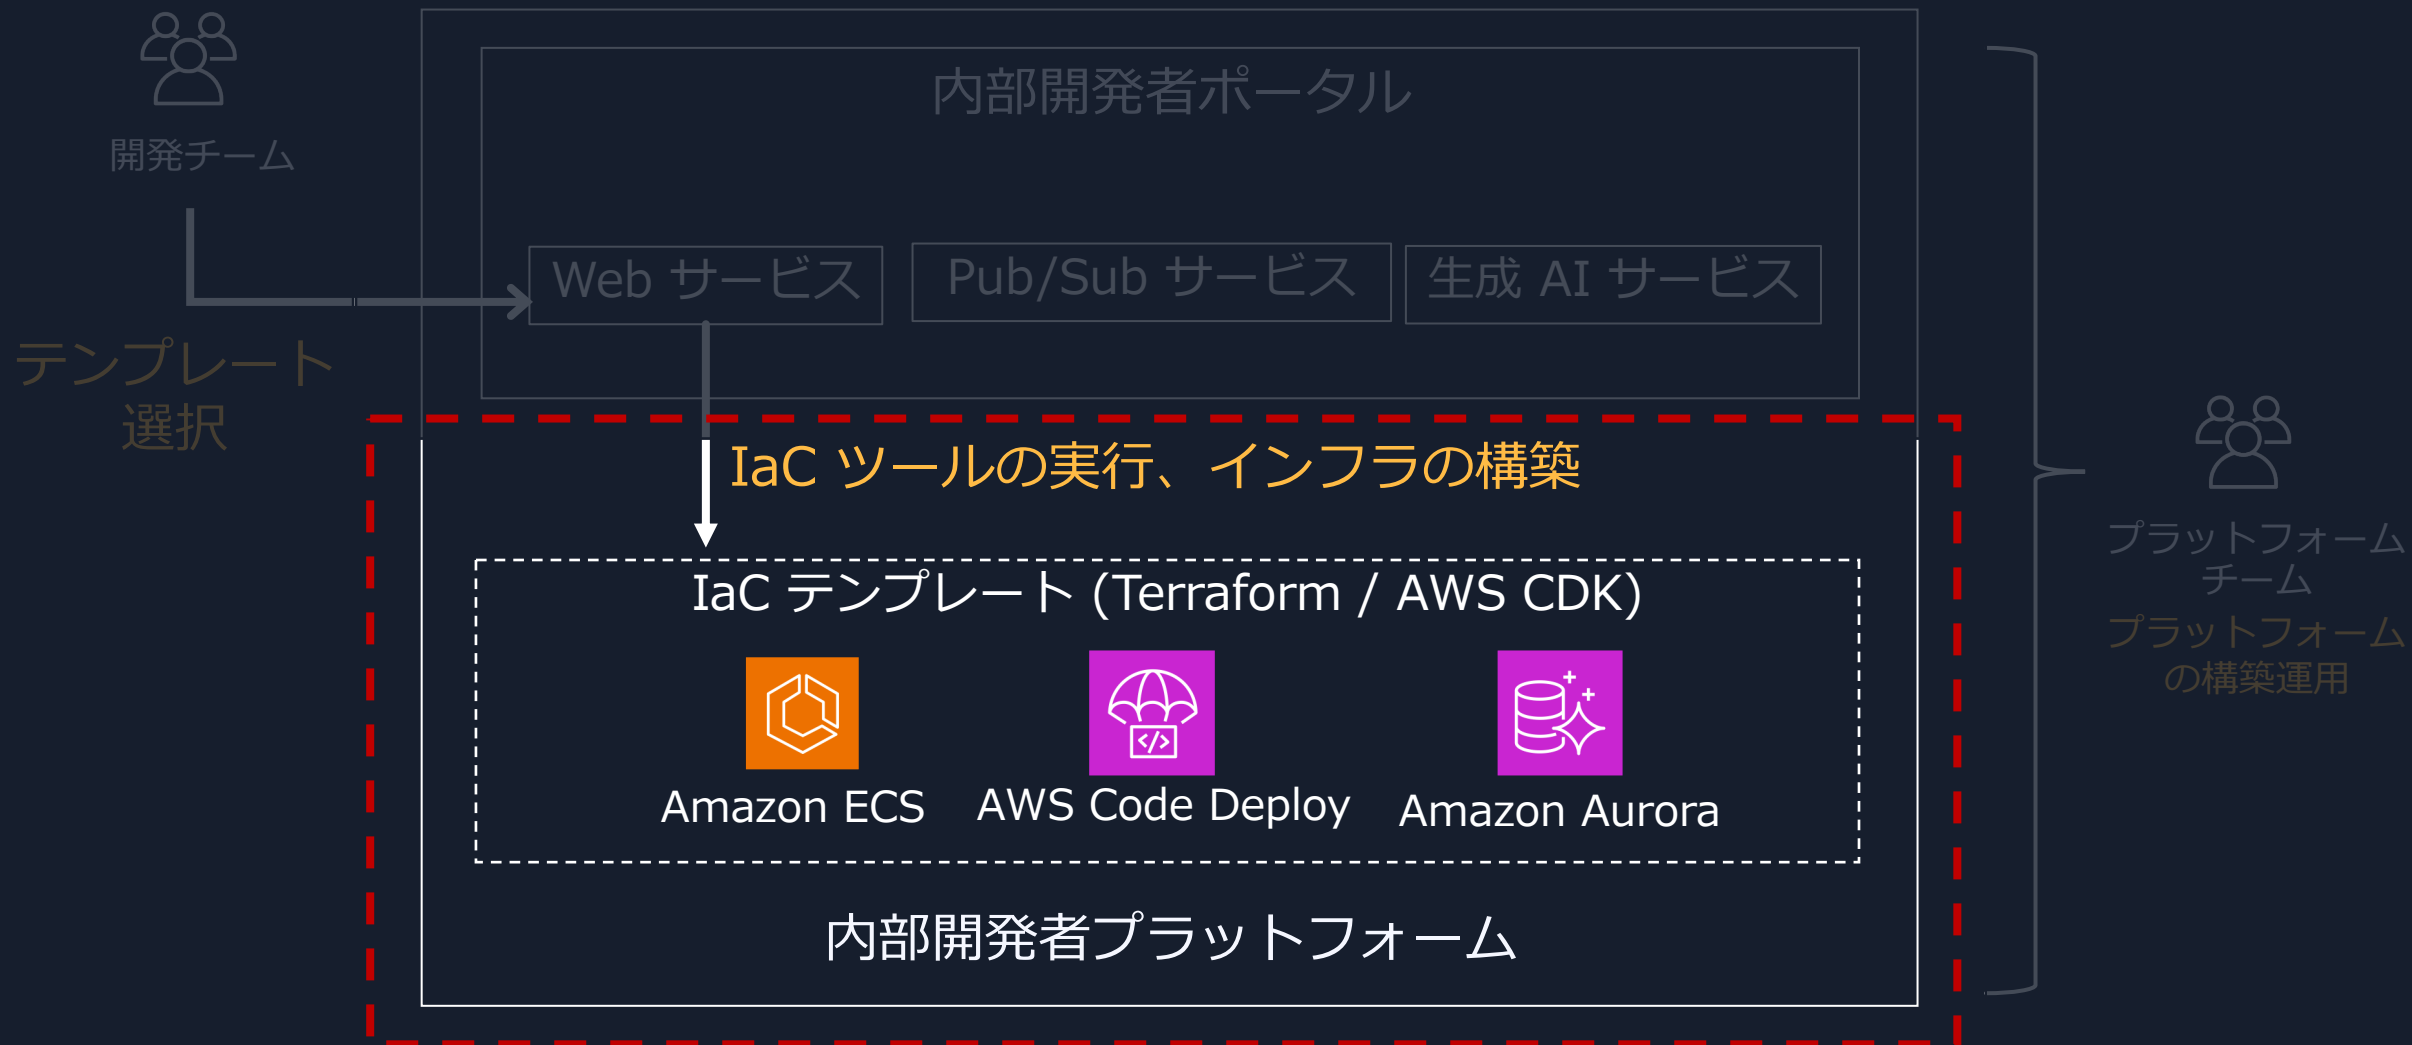 内部開発者ポータル
開発チーム
Web サービス
Pub/Sub サービス
生成 AI サービス
テンプレート
選択
IaC ツールの実行、インフラの構築
IaC テンプレート (Terraform / AWS CDK)
Amazon ECS
AWS Code Deploy
Amazon Aurora
内部開発者プラットフォーム
プラットフォーム
チーム
プラットフォーム
の構築運用